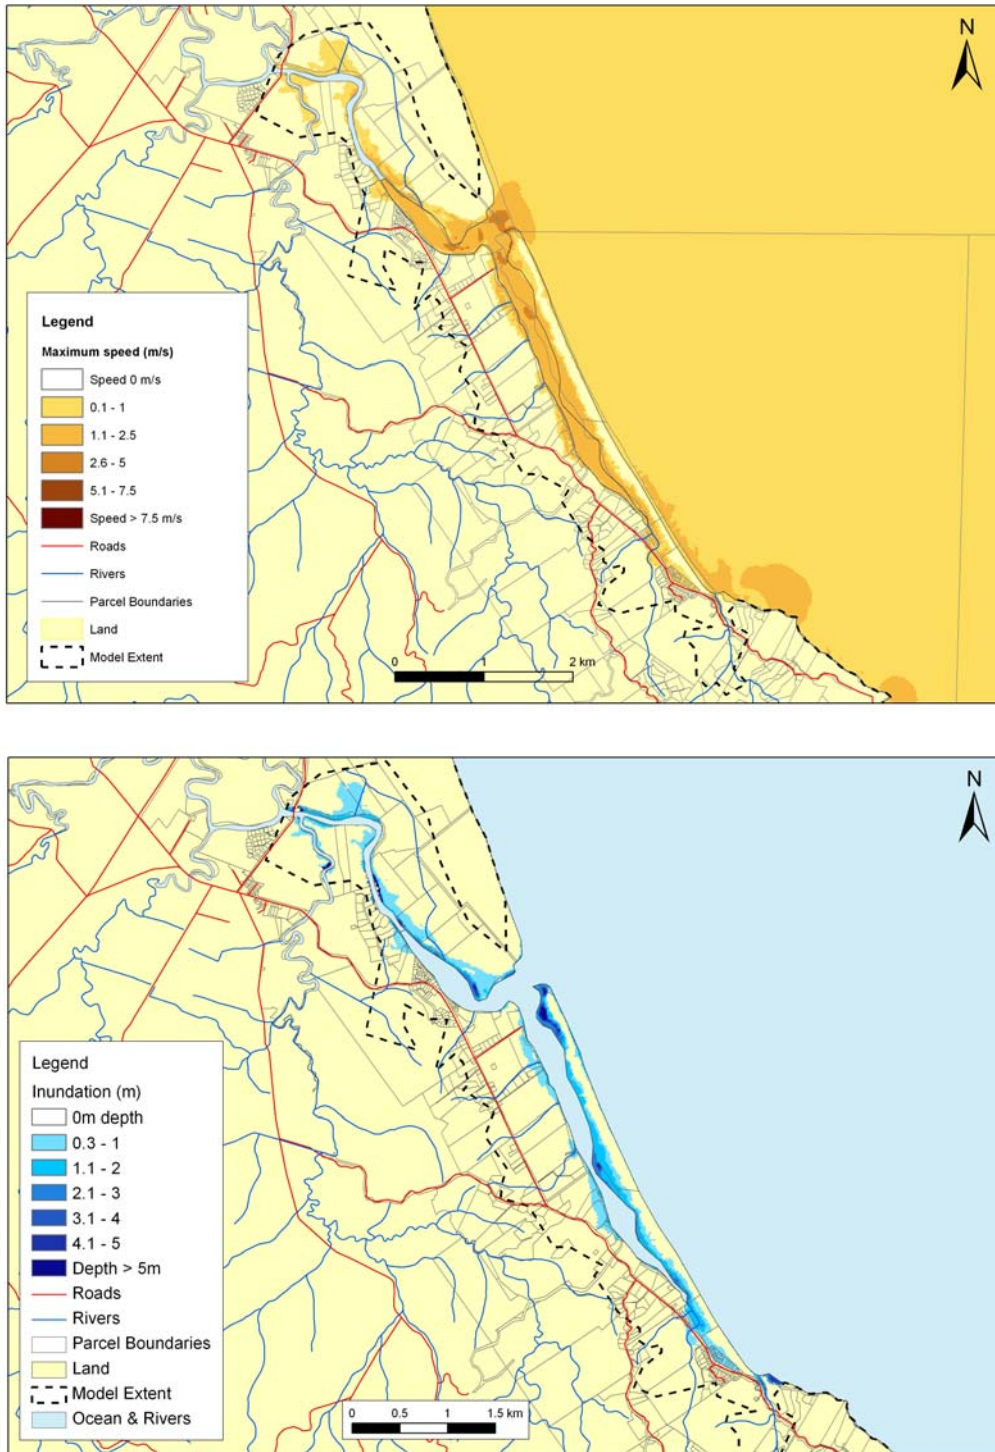 N
Legend
Maximum speed (m/s)
Speed 0 m/s
0.1 - 1
1.1 - 2.5
2.6 - 5
5.1 - 7.5
Speed > 7.5 m/s
Roads
Rivers
Parcel Boundaries
Land
Model Extent
0 1 2 km
N
Legend
Inundation (m)
0m depth
0.3 - 1
1.1 - 2
2.1 - 3
3.1 - 4
4.1 - 5
Depth > 5m
Roads
Rivers
Parcel Boundaries
Land
Model Extent
Ocean & Rivers
0 0.5 1 1.5 km